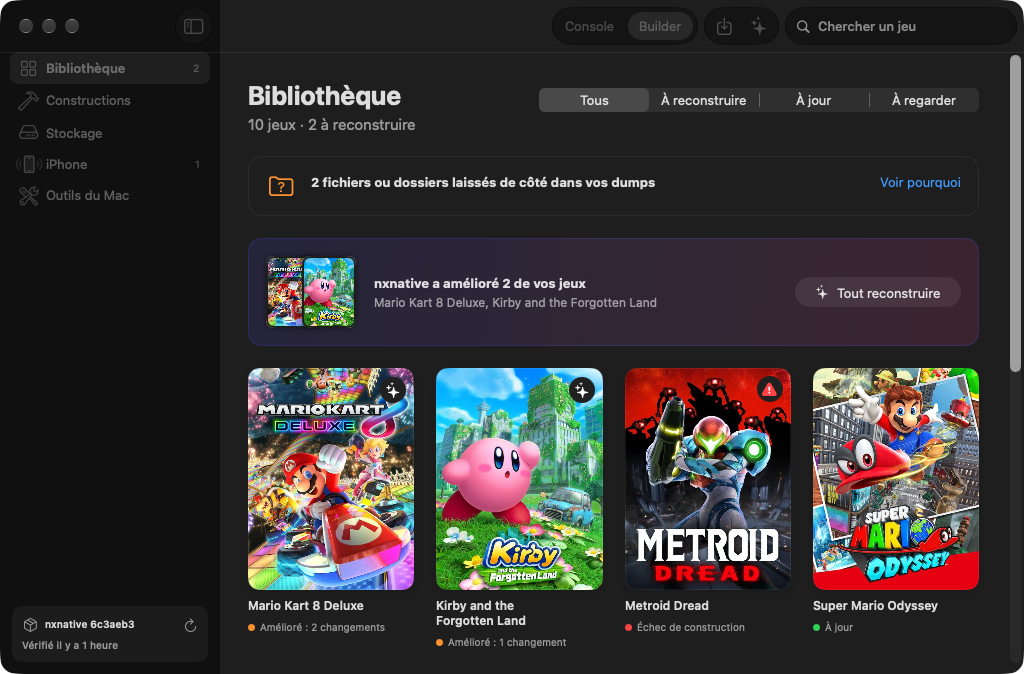 Console
Builder
Chercher un jeu
Bibliothèque 2
Constructions
Stockage
iPhone 1
Outils du Mac
nxnative 6c3aeb3
Vérifié il y a 1 heure
Bibliothèque
10 jeux · 2 à reconstruire
Tous
À reconstruire
À jour
À regarder
2 fichiers ou dossiers laissés de côté dans vos dumps
Voir pourquoi
nxnative a amélioré 2 de vos jeux
Mario Kart 8 Deluxe, Kirby and the Forgotten Land
Tout reconstruire
MARIOKART 8
DELUXE
Kirby
and the
Forgotten Land
METROID
DREAD
SUPER
MARIO
ODYSSEY
Mario Kart 8 Deluxe
Amélioré : 2 changements
Kirby and the
Forgotten Land
Amélioré : 1 changement
Metroid Dread
Échec de construction
Super Mario Odyssey
À jour